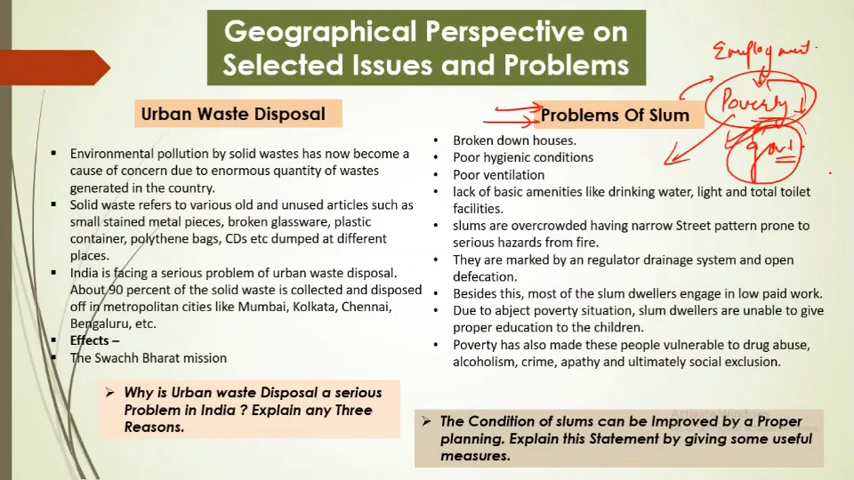 Geographical Perspective on
Selected Issues and Problems
Urban Waste Disposal
Environmental pollution by solid wastes has now become a
cause of concern due to enormous quantity of wastes
generated in the country.
Solid waste refers to various old and unused articles such as
small stained metal pieces, broken glassware, plastic
container, polythene bags, CDs etc dumped at different
places.
India is facing a serious problem of urban waste disposal.
About 90 percent of the solid waste is collected and disposed
off in metropolitan cities like Mumbai, Kolkata, Chennai,
Bengaluru, etc.
Effects –
The Swachh Bharat mission
Why is Urban waste Disposal a serious
Problem in India ? Explain any Three
Reasons.
Employment
Poverty
govt.
Problems Of Slum
Broken down houses.
Poor hygienic conditions
Poor ventilation
lack of basic amenities like drinking water, light and total toilet
facilities.
slums are overcrowded having narrow Street pattern prone to
serious hazards from fire.
They are marked by an regulator drainage system and open
defecation.
Besides this, most of the slum dwellers engage in low paid work.
Due to abject poverty situation, slum dwellers are unable to give
proper education to the children.
Poverty has also made these people vulnerable to drug abuse,
alcoholism, crime, apathy and ultimately social exclusion.
Activate Windows
The Condition of slums can be Improved by a Proper
planning. Explain this Statement by giving some useful
measures.